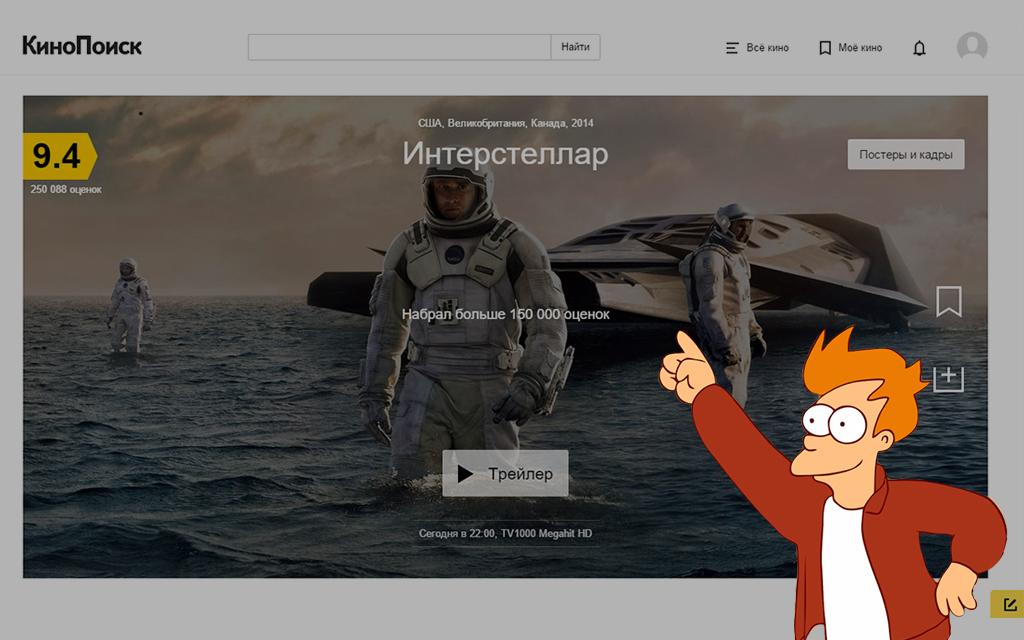 КиноПоиск
Найти
Всё кино
Моё кино
США, Великобритания, Канада, 2014
Интерстеллар
9.4
250 088 оценок
Постеры и кадры
Набрал больше 150 000 оценок
Трейлер
Сегодня в 22:00, TV1000 Megahit HD